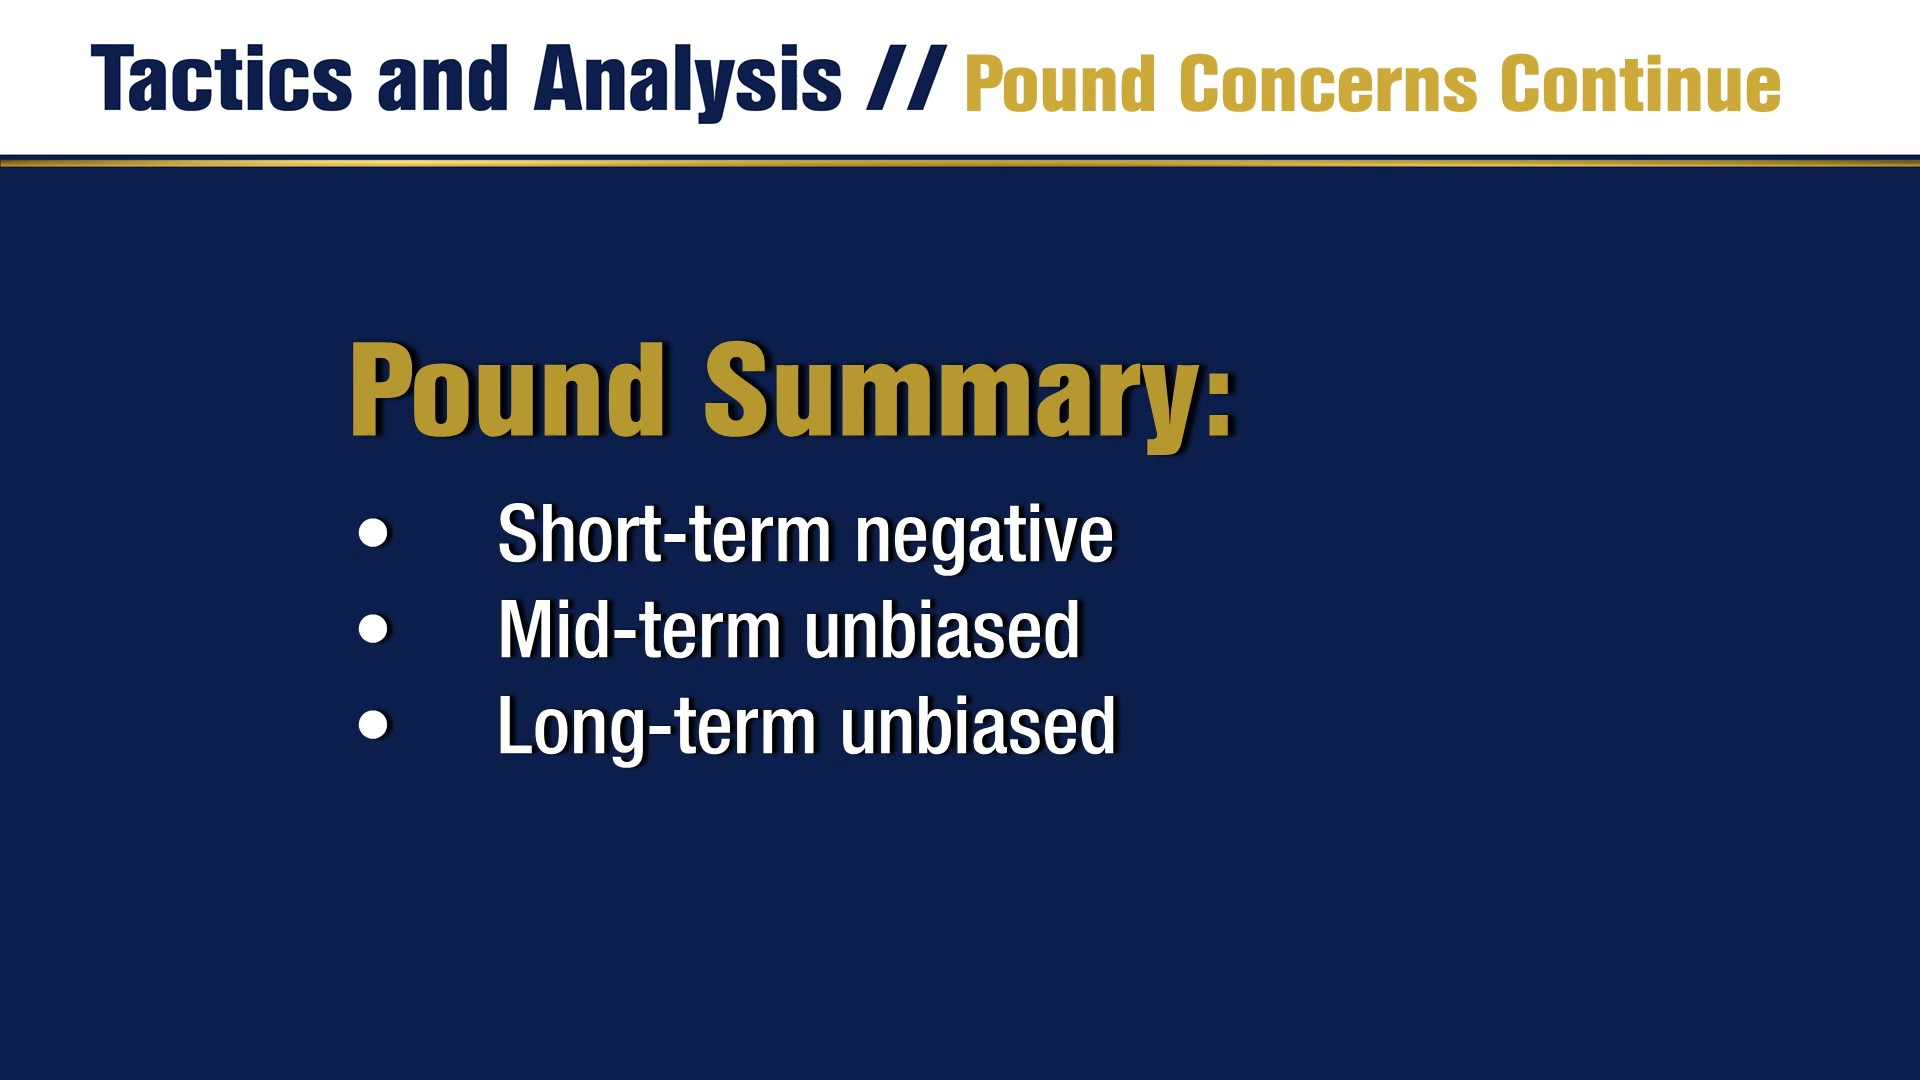 Tactics and Analysis // Pound Concerns Continue
Pound Summary:
• Short-term negative
• Mid-term unbiased
• Long-term unbiased